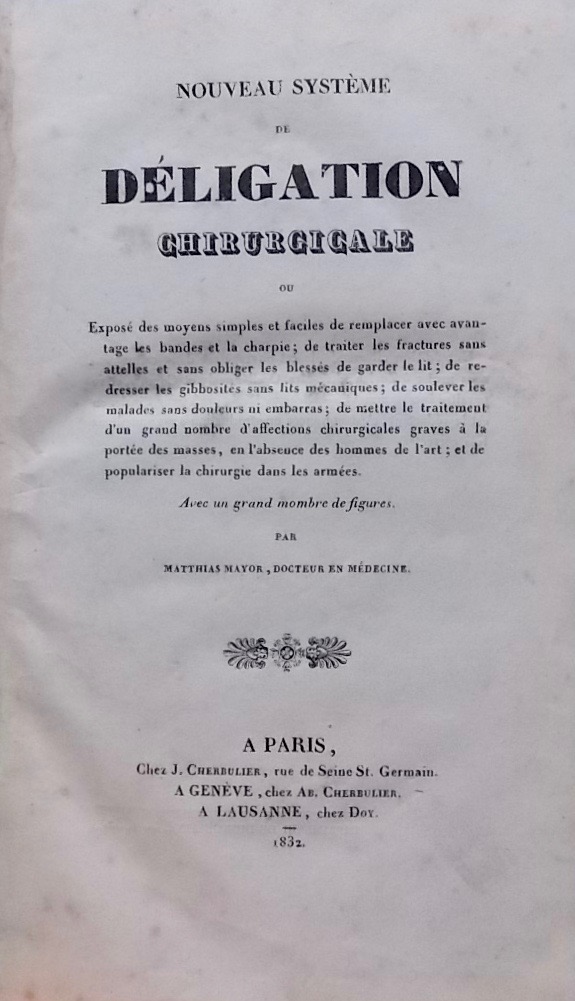 NOUVEAU SYSTÈME
DE
DÉLIGATION
CHIRURGICALE
OU
Exposé des moyens simples et faciles de remplacer avec avan-
tage les bandes et la charpie; de traiter les fractures sans
attelles et sans obliger les blessés de garder le lit; de re-
dresser les gibbosités sans lits mécaniques; de soulever les
malades sans douleurs ni embarras; de mettre le traitement
d'un grand nombre d'affections chirurgicales graves à la
portée des masses, en l'absence des hommes de l'art; et de
populariser la chirurgie dans les armées.
Avec un grand mombre de figures.
PAR
MATTHIAS MAYOR, DOCTEUR EN MÉDECINE.
A PARIS,
Chez J. CHERBULIER, rue de Seine St. Germain.
A GENÈVE, chez AB. CHERBULIER.
A LAUSANNE, chez DOY.
1832.